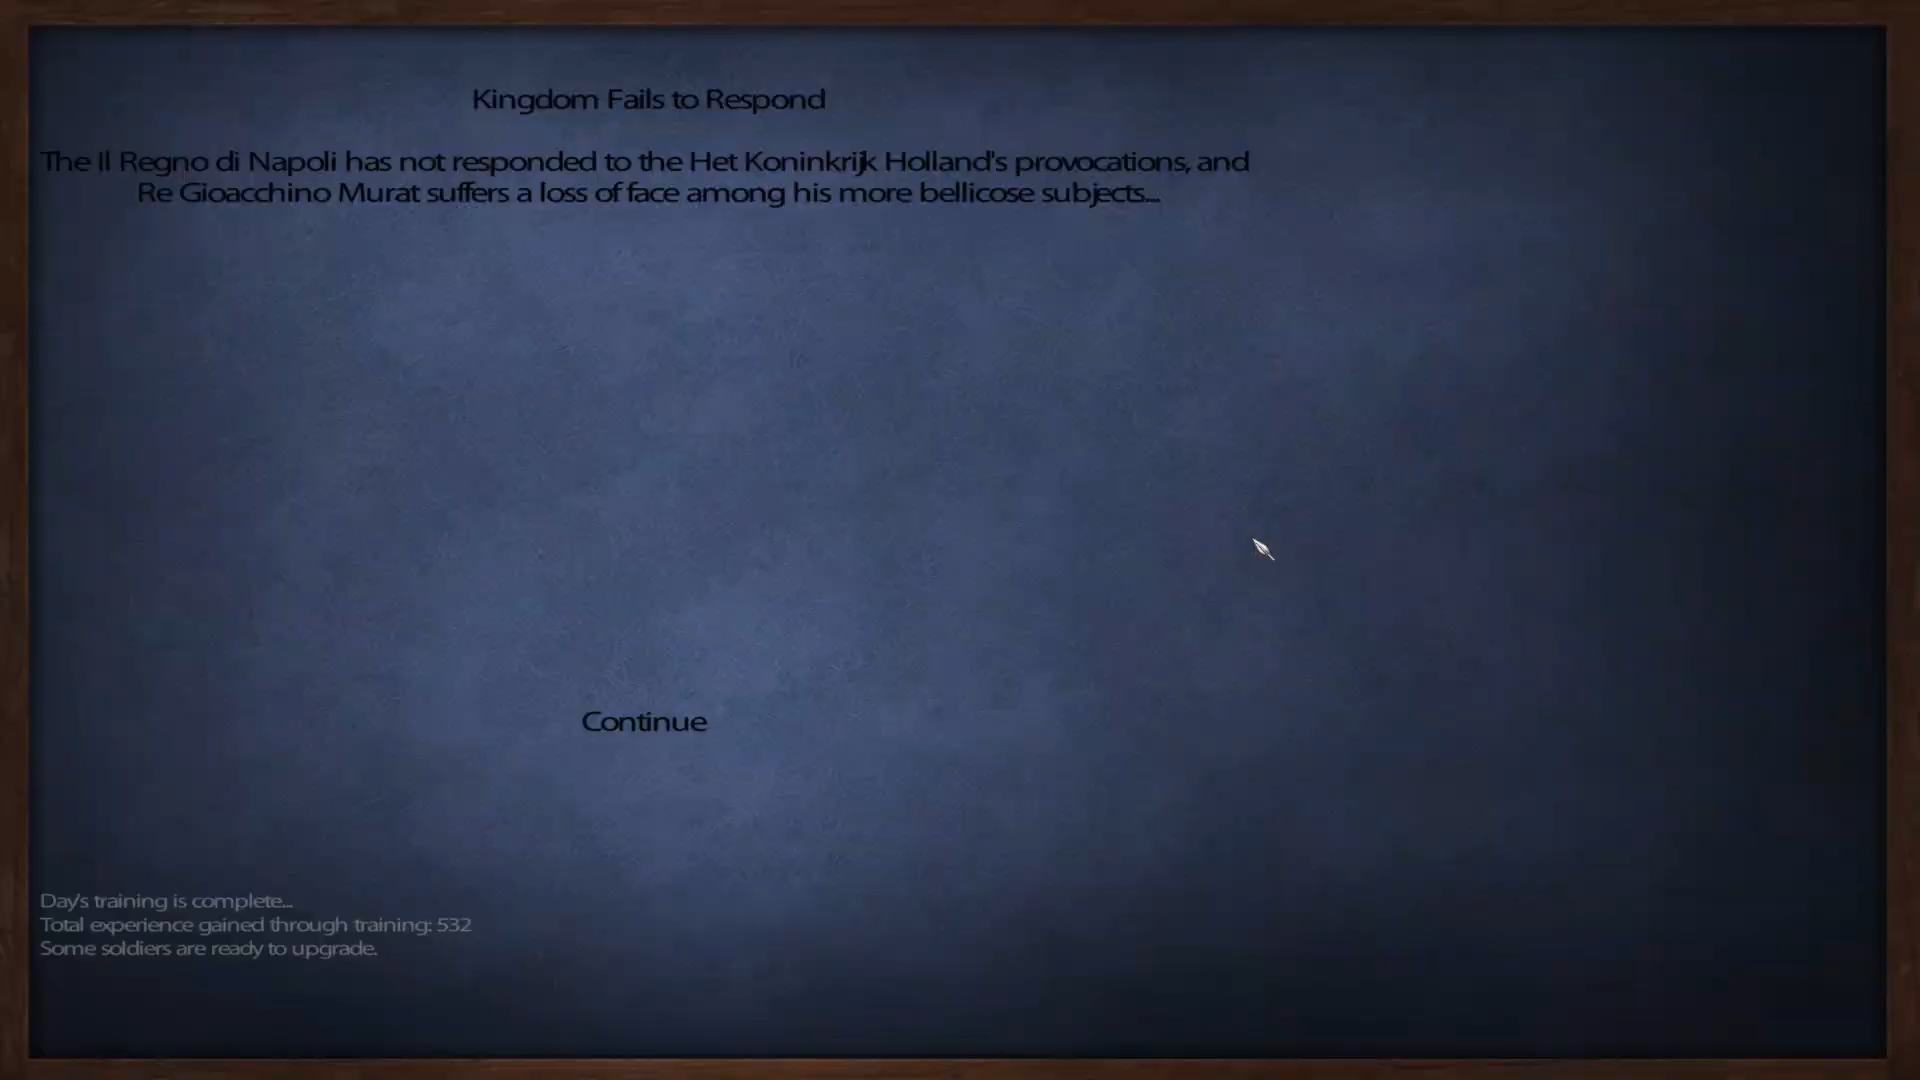 Kingdom Fails to Respond
The Il Regno di Napoli has not responded to the Het Koninkrijk Holland's provocations, and
Re Gioacchino Murat suffers a loss of face among his more bellicose subjects...
Continue
Day's training is complete...
Total experience gained through training: 532
Some soldiers are ready to upgrade.